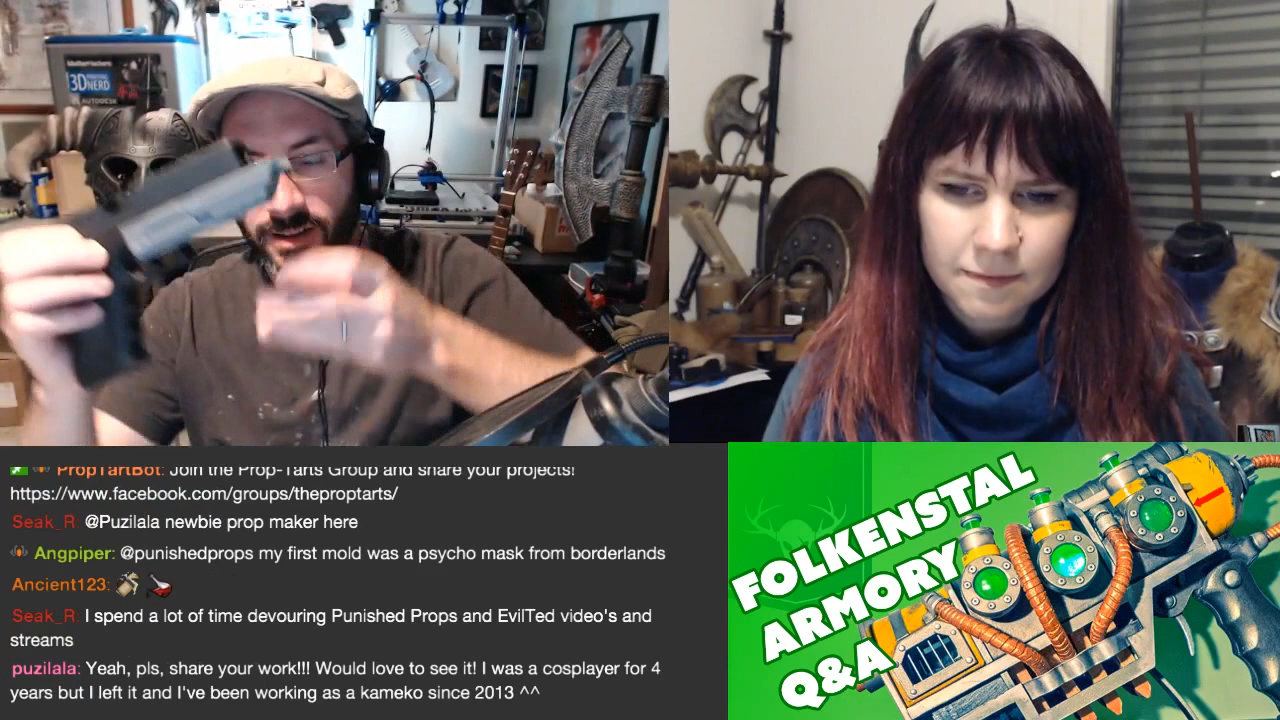 3DNERD
AUTODESK
PropTartBot: Join the Prop-Tarts Group and share your projects!
https://www.facebook.com/groups/theproptarts/
Seak_R: @Puzilala newbie prop maker here
Angpiper: @punishedprops my first mold was a psycho mask from borderlands
Ancient123:
Seak_R: I spend a lot of time devouring Punished Props and EvilTed video's and
streams
puzilala: Yeah, pls, share your work!!! Would love to see it! I was a cosplayer for 4
years but I left it and I've been working as a kameko since 2013 ^^
FOLKENSTAL
ARMORY
Q&A